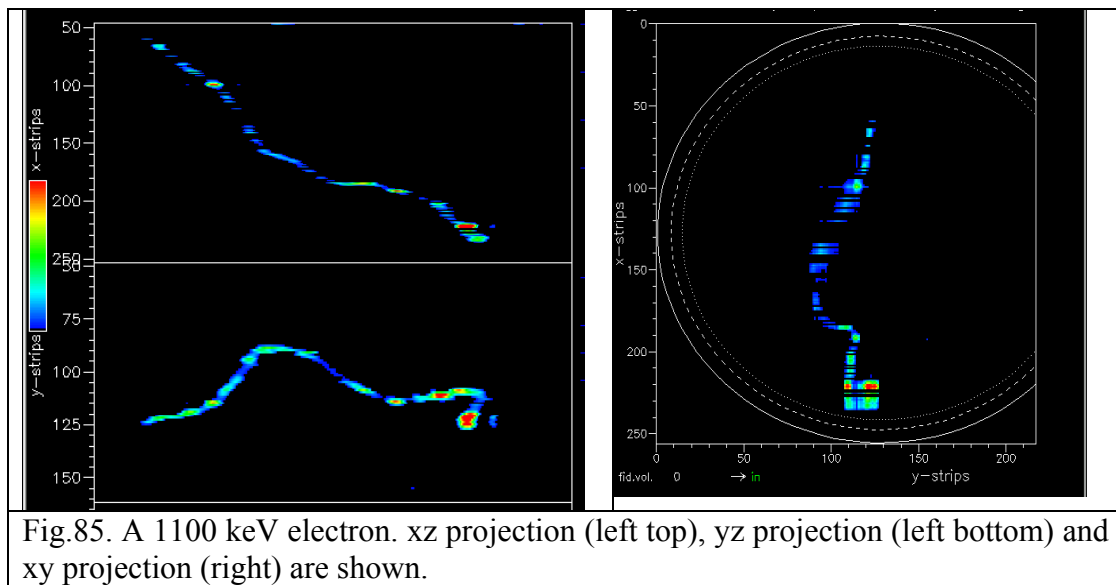 50
100
150
200
250
x-strips
50
75
100
125
150
y-strips
0
50
100
150
200
250
x-strips
0 50 100 150 200
fid.vol. 0 → in y-strips
Fig.85. A 1100 keV electron. xz projection (left top), yz projection (left bottom) and
xy projection (right) are shown.